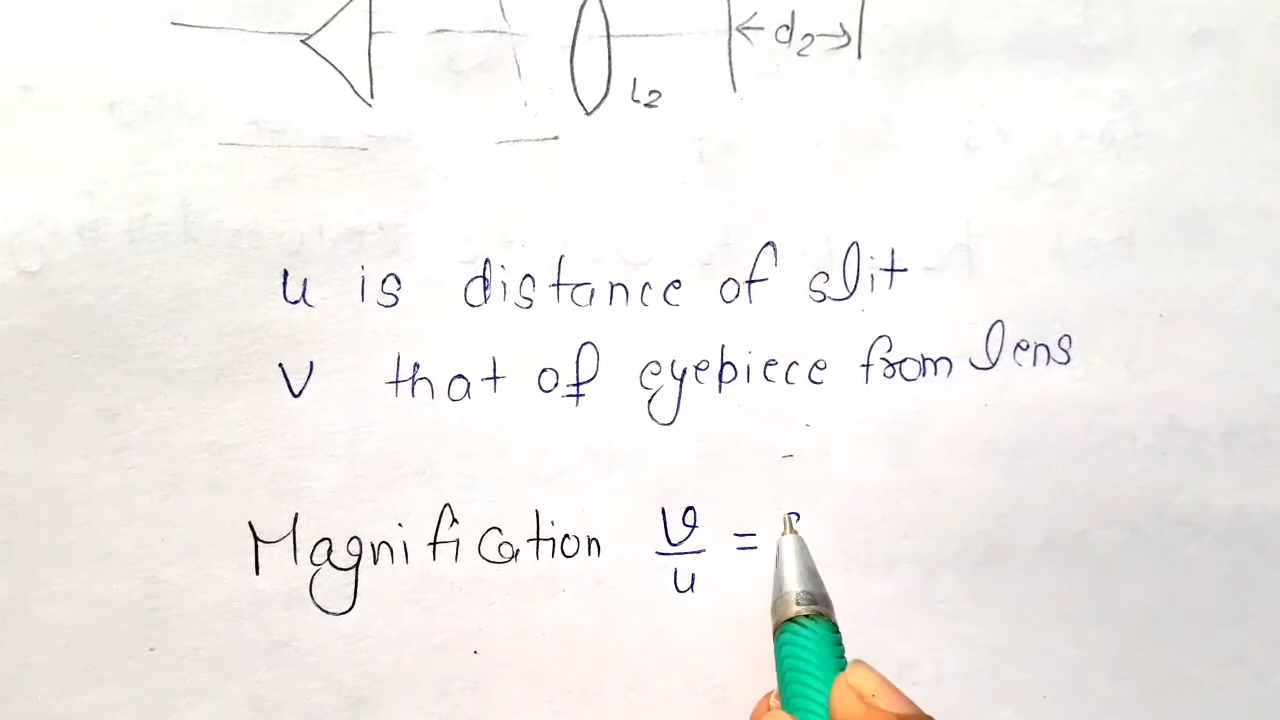 ← d2 →
L2
u is distance of slit
v that of eyepiece from lens
Magnification v/u =